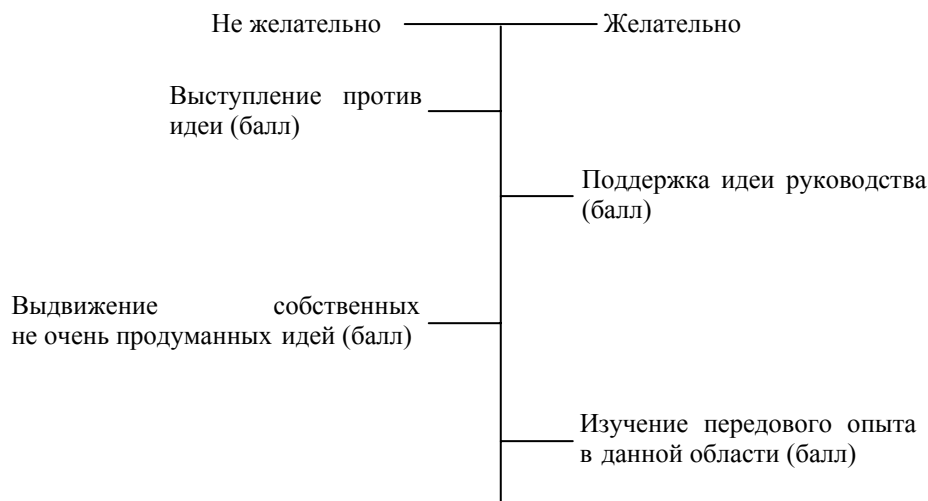 Не желательно
Желательно
Выступление против
идеи (балл)
Поддержка идеи руководства
(балл)
Выдвижение собственных
не очень продуманных идей (балл)
Изучение передового опыта
в данной области (балл)